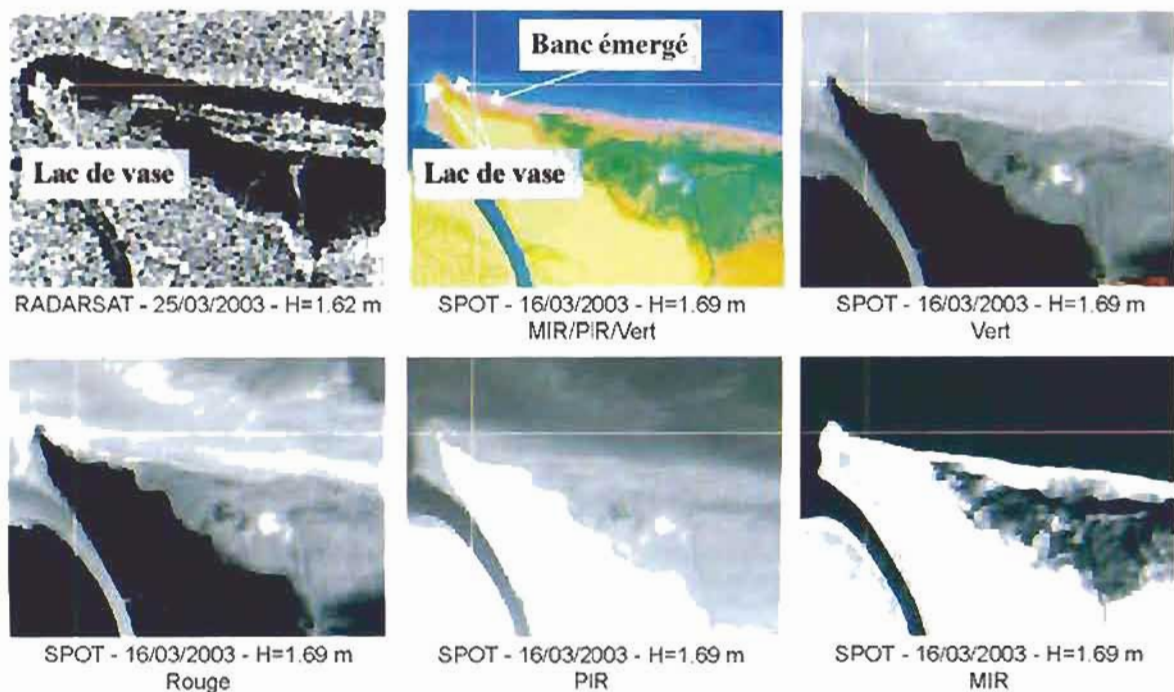 Lac de vase
RADARSAT - 25/03/2003 - H=1.62 m
Banc émergé
Lac de vase
SPOT - 16/03/2003 - H=1.69 m
MIR/PIR/Vert
SPOT - 16/03/2003 - H=1.69 m
Vert
SPOT - 16/03/2003 - H=1.69 m
Rouge
SPOT - 16/03/2003 - H=1.69 m
PIR
SPOT - 16/03/2003 - H=1.69 m
MIR